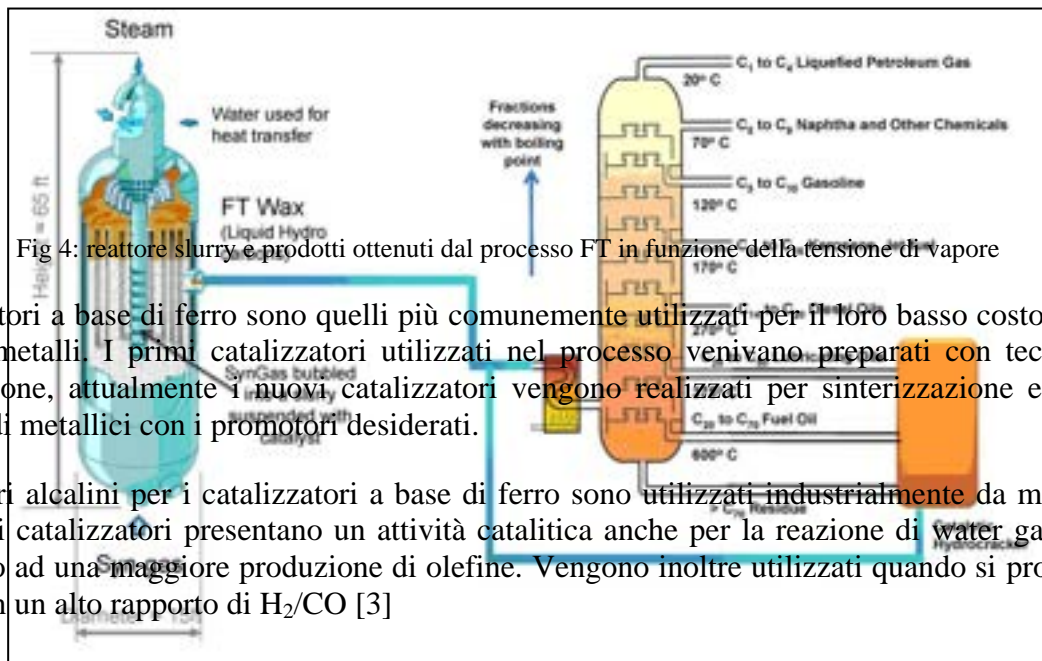 Steam
C1 to C4 Liquefied Petroleum Gas
20° C
Water used for
heat transfer
Fractions
decreasing
with boiling
point
Naphtha and Other Chemicals
70° C
C5 to C10 Gasoline
120° C
FT Wax
(Liquid Hydro
Fig 4: reattore slurry e prodotti ottenuti dal processo FT in funzione della tensione di vapore
170° C
= 65 ft
tori a base di ferro sono quelli più comunemente utilizzati per il loro basso costo
270° C
metalli. I primi catalizzatori utilizzati nel processo venivano preparati con tec
SynGas bubbled
one, attualmente i nuovi catalizzatori vengono realizzati per sinterizzazione e
suspended with
catalyst
li metallici con i promotori desiderati.
C20 to C70 Fuel Oil
600° C
ri alcalini per i catalizzatori a base di ferro sono utilizzati industrialmente da m
> C70 Residue
i catalizzatori presentano un attività catalitica anche per la reazione di water ga
Hydrocracker
Syn-gas
o ad una maggiore produzione di olefine. Vengono inoltre utilizzati quando si pro
n un alto rapporto di H2/CO [3]